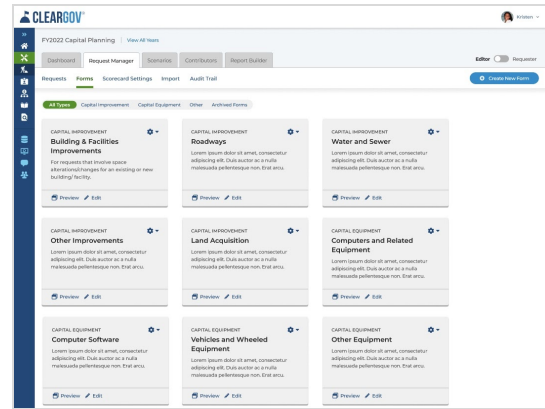 CLEARGOV
Kristen
FY2022 Capital Planning | View All Years
Dashboard Request Manager Scenarios Contributors Report Builder
Editor Requester
Requests Forms Scorecard Settings Import Audit Trail
Create New Form
All Types Capital Improvement Capital Equipment Other Archived Forms
CAPITAL IMPROVEMENT
Building & Facilities
Improvements
For requests that involve space
alterations/changes for an existing or new
building/ facility.
Preview Edit
CAPITAL IMPROVEMENT
Roadways
Lorem ipsum dolor sit amet, consectetur
adipiscing elit. Duis auctor ac a nulla
malesuada pellentesque non. Erat arcu.
Preview Edit
CAPITAL IMPROVEMENT
Water and Sewer
Lorem ipsum dolor sit amet, consectetur
adipiscing elit. Duis auctor ac a nulla
malesuada pellentesque non. Erat arcu.
Preview Edit
CAPITAL IMPROVEMENT
Other Improvements
Lorem ipsum dolor sit amet, consectetur
adipiscing elit. Duis auctor ac a nulla
malesuada pellentesque non. Erat arcu.
Preview Edit
CAPITAL IMPROVEMENT
Land Acquisition
Lorem ipsum dolor sit amet, consectetur
adipiscing elit. Duis auctor ac a nulla
malesuada pellentesque non. Erat arcu.
Preview Edit
CAPITAL EQUIPMENT
Computers and Related
Equipment
Lorem ipsum dolor sit amet, consectetur
adipiscing elit. Duis auctor ac a nulla
malesuada pellentesque non. Erat arcu.
Preview Edit
CAPITAL EQUIPMENT
Computer Software
Lorem ipsum dolor sit amet, consectetur
adipiscing elit. Duis auctor ac a nulla
malesuada pellentesque non. Erat arcu.
Preview Edit
CAPITAL EQUIPMENT
Vehicles and Wheeled
Equipment
Lorem ipsum dolor sit amet, consectetur
adipiscing elit. Duis auctor ac a nulla
malesuada pellentesque non. Erat arcu.
Preview Edit
CAPITAL EQUIPMENT
Other Equipment
Lorem ipsum dolor sit amet, consectetur
adipiscing elit. Duis auctor ac a nulla
malesuada pellentesque non. Erat arcu.
Preview Edit